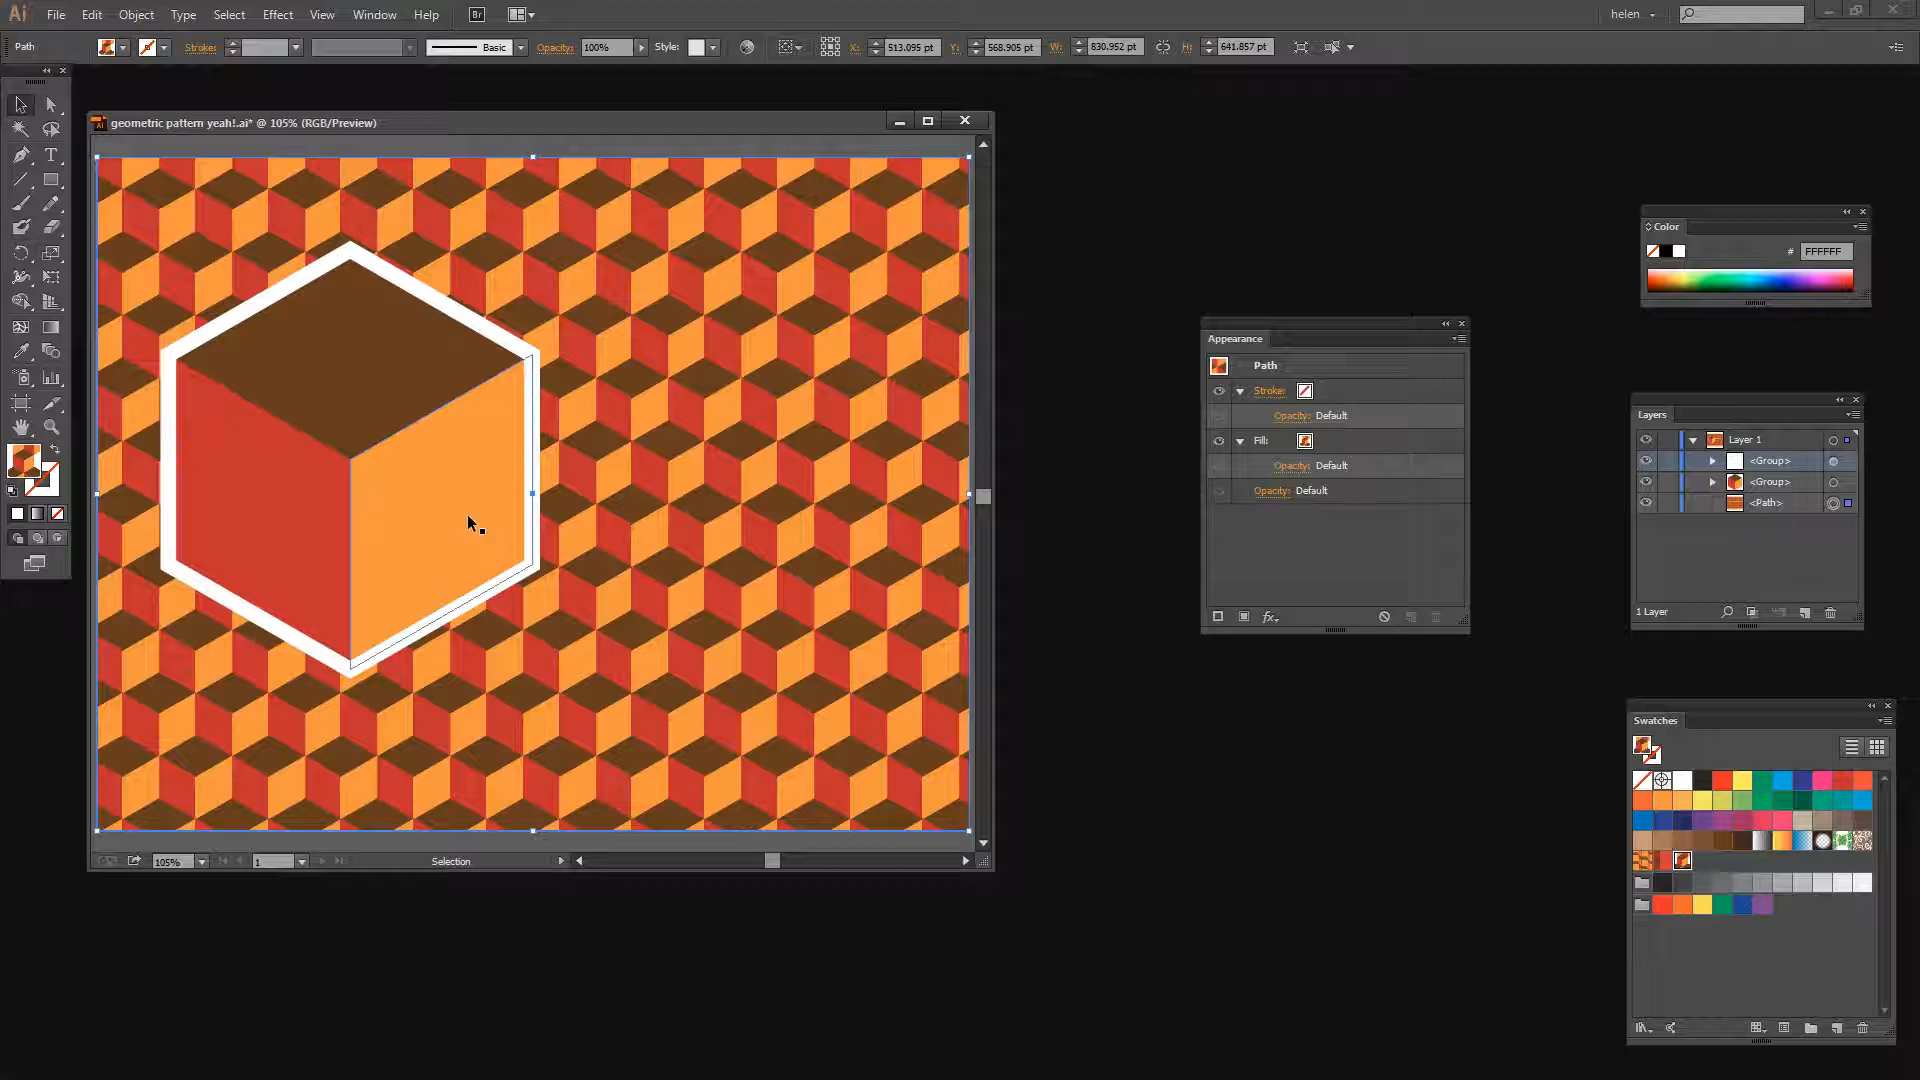 Ai File Edit Object Type Select Effect View Window Help Br helen
Path Stroke: Basic Opacity: 100% Style: X: 513.095 pt Y: 568.905 pt W: 830.952 pt H: 641.857 pt
geometric pattern yeah!.ai* @ 105% (RGB/Preview)
T
105% 1 Selection
Appearance
Path
Stroke:
Opacity: Default
Fill:
Opacity: Default
Opacity: Default
fx
Color
# FFFFFF
Layers
Layer 1
<Group>
<Group>
<Path>
1 Layer
Swatches